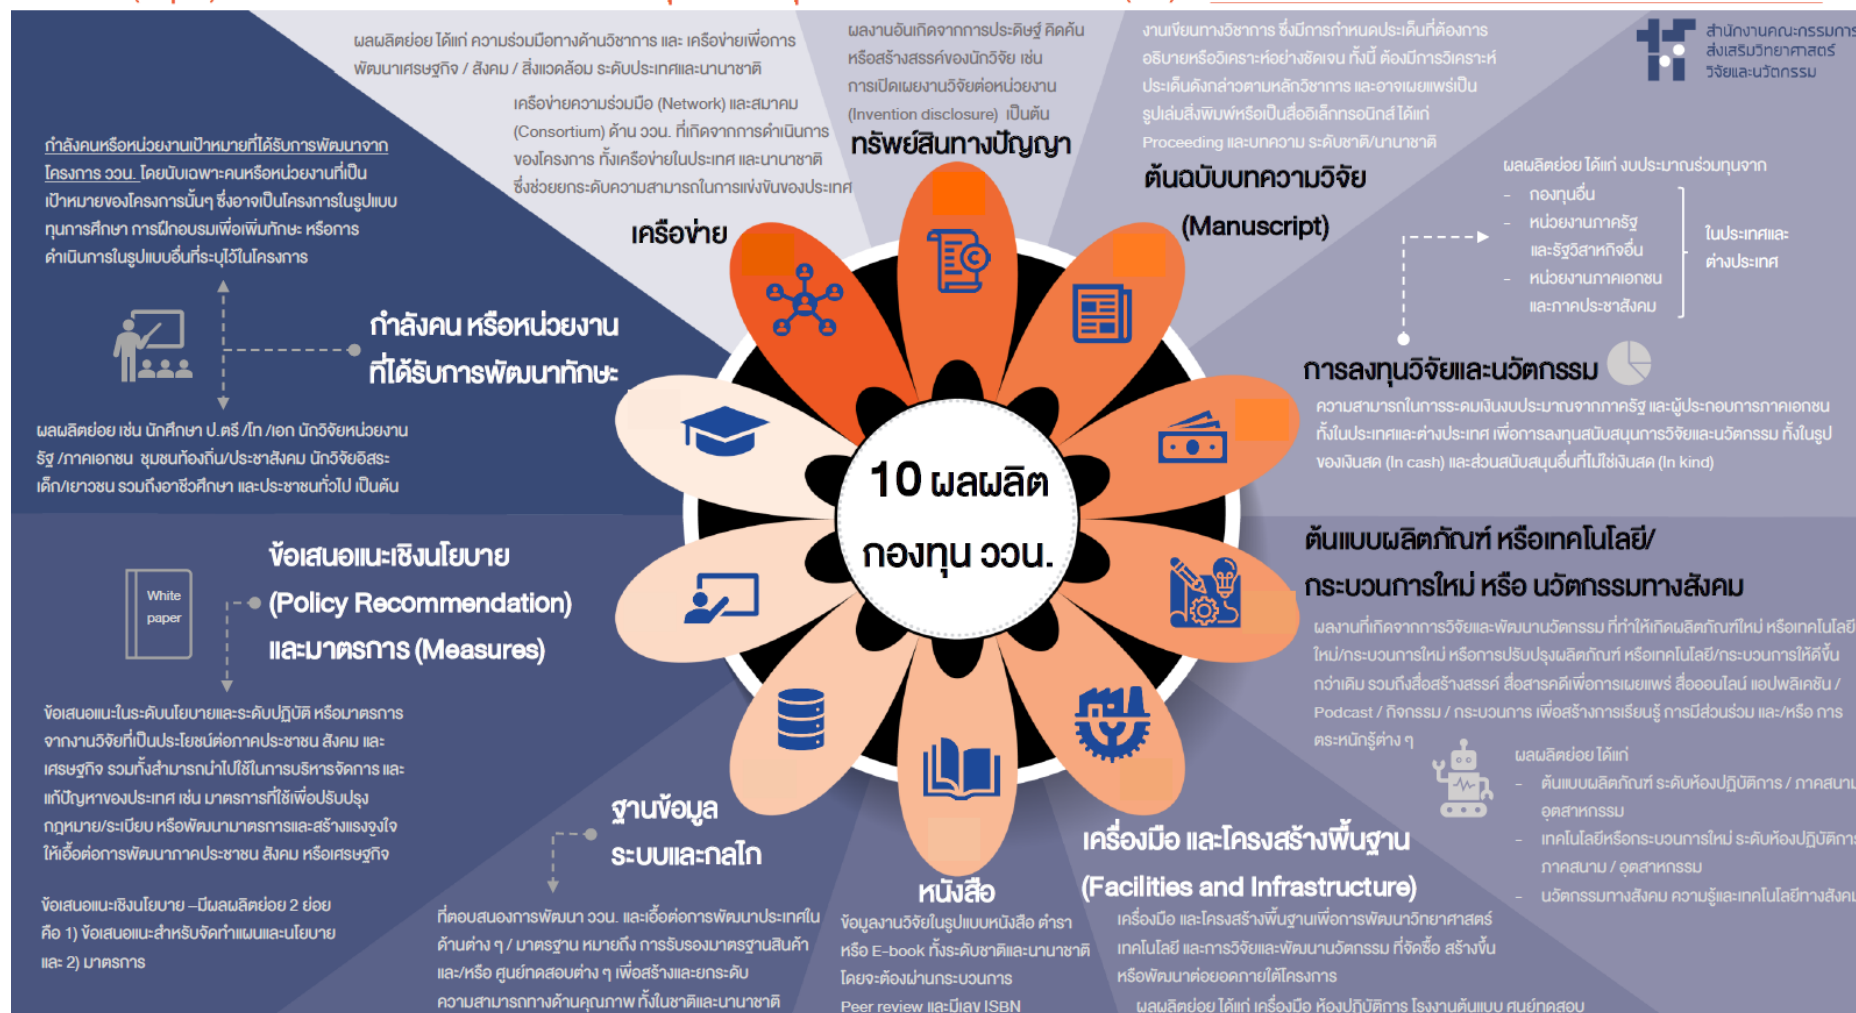 สำนักงานคณะกรรมการ
ส่งเสริมวิทยาศาสตร์
วิจัยและนวัตกรรม
10 ผลผลิต
กองทุน ววน.
ผลผลิตย่อย ได้แก่ ความร่วมมือทางด้านวิชาการ และ เครือข่ายเพื่อการ
พัฒนาเศรษฐกิจ / สังคม / สิ่งแวดล้อม ระดับประเทศและนานาชาติ
เครือข่ายความร่วมมือ (Network) และสมาคม
(Consortium) ด้าน ววน. ที่เกิดจากการดำเนินการ
ของโครงการ ทั้งเครือข่ายในประเทศ และนานาชาติ
ซึ่งช่วยยกระดับความสามารถในการแข่งขันของประเทศ
เครือข่าย
ผลงานอันเกิดจากการประดิษฐ์ คิดค้น
หรือสร้างสรรค์ของนักวิจัย เช่น
การเปิดเผยงานวิจัยต่อหน่วยงาน
(Invention disclosure) เป็นต้น
ทรัพย์สินทางปัญญา
งานเขียนทางวิชาการ ซึ่งมีการกำหนดประเด็นที่ต้องการ
อธิบายหรือวิเคราะห์อย่างชัดเจน ทั้งนี้ ต้องมีการวิเคราะห์
ประเด็นดังกล่าวตามหลักวิชาการ และอาจเผยแพร่เป็น
รูปเล่มสิ่งพิมพ์หรือเป็นสื่ออิเล็กทรอนิกส์ ได้แก่
Proceeding และบทความ ระดับชาติ/นานาชาติ
ต้นฉบับบทความวิจัย
(Manuscript)
ผลผลิตย่อย ได้แก่ งบประมาณร่วมทุนจาก
- กองทุนอื่น
- หน่วยงานภาครัฐ
และรัฐวิสาหกิจอื่น
- หน่วยงานภาคเอกชน
และภาคประชาสังคม
ในประเทศและ
ต่างประเทศ
การลงทุนวิจัยและนวัตกรรม
ความสามารถในการระดมเงินงบประมาณจากภาครัฐ และผู้ประกอบการภาคเอกชน
ทั้งในประเทศและต่างประเทศ เพื่อการลงทุนสนับสนุนการวิจัยและนวัตกรรม ทั้งในรูป
ของเงินสด (In cash) และส่วนสนับสนุนอื่นที่ไม่ใช่เงินสด (In kind)
ต้นแบบผลิตภัณฑ์ หรือเทคโนโลยี/
กระบวนการใหม่ หรือ นวัตกรรมทางสังคม
ผลงานที่เกิดจากการวิจัยและพัฒนานวัตกรรม ที่ทำให้เกิดผลิตภัณฑ์ใหม่ หรือเทคโนโลยี
ใหม่/กระบวนการใหม่ หรือการปรับปรุงผลิตภัณฑ์ หรือเทคโนโลยี/กระบวนการให้ดีขึ้น
กว่าเดิม รวมถึงสื่อสร้างสรรค์ สื่อสารคดีเพื่อการเผยแพร่ สื่อออนไลน์ แอปพลิเคชัน /
Podcast / กิจกรรม / กระบวนการ เพื่อสร้างการเรียนรู้ การมีส่วนร่วม และ/หรือ การ
ตระหนักรู้ต่าง ๆ
ผลผลิตย่อย ได้แก่
- ต้นแบบผลิตภัณฑ์ ระดับห้องปฏิบัติการ / ภาคสนาม
อุตสาหกรรม
- เทคโนโลยีหรือกระบวนการใหม่ ระดับห้องปฏิบัติการ
ภาคสนาม / อุตสาหกรรม
- นวัตกรรมทางสังคม ความรู้และเทคโนโลยีทางสังคม
เครื่องมือ และโครงสร้างพื้นฐาน
(Facilities and Infrastructure)
เครื่องมือ และโครงสร้างพื้นฐานเพื่อการพัฒนาวิทยาศาสตร์
เทคโนโลยี และการวิจัยและพัฒนานวัตกรรม ที่จัดซื้อ สร้างขึ้น
หรือพัฒนาต่อยอดภายใต้โครงการ
ผลผลิตย่อย ได้แก่ เครื่องมือ ห้องปฏิบัติการ โรงงานต้นแบบ ศูนย์ทดสอบ
หนังสือ
ข้อมูลงานวิจัยในรูปแบบหนังสือ ตำรา
หรือ E-book ทั้งระดับชาติและนานาชาติ
โดยจะต้องผ่านกระบวนการ
Peer review และมีเลข ISBN
ฐานข้อมูล
ระบบและกลไก
ที่ตอบสนองการพัฒนา ววน. และเอื้อต่อการพัฒนาประเทศใน
ด้านต่าง ๆ / มาตรฐาน หมายถึง การรับรองมาตรฐานสินค้า
และ/หรือ ศูนย์ทดสอบต่าง ๆ เพื่อสร้างและยกระดับ
ความสามารถทางด้านคุณภาพ ทั้งในชาติและนานาชาติ
ข้อเสนอแนะเชิงนโยบาย
(Policy Recommendation)
และมาตรการ (Measures)
White
paper
ข้อเสนอแนะในระดับนโยบายและระดับปฏิบัติ หรือมาตรการ
จากงานวิจัยที่เป็นประโยชน์ต่อภาคประชาชน สังคม และ
เศรษฐกิจ รวมทั้งสามารถนำไปใช้ในการบริหารจัดการ และ
แก้ปัญหาของประเทศ เช่น มาตรการที่ใช้เพื่อปรับปรุง
กฎหมาย/ระเบียบ หรือพัฒนามาตรการและสร้างแรงจูงใจ
ให้เอื้อต่อการพัฒนาภาคประชาชน สังคม หรือเศรษฐกิจ
ข้อเสนอแนะเชิงนโยบาย –มีผลผลิตย่อย 2 ย่อย
คือ 1) ข้อเสนอแนะสำหรับจัดทำแผนและนโยบาย
และ 2) มาตรการ
กำลังคนหรือหน่วยงานเป้าหมายที่ได้รับการพัฒนาจาก
โครงการ ววน. โดยนับเฉพาะคนหรือหน่วยงานที่เป็น
เป้าหมายของโครงการนั้นๆ ซึ่งอาจเป็นโครงการในรูปแบบ
ทุนการศึกษา การฝึกอบรมเพื่อเพิ่มทักษะ หรือการ
ดำเนินการในรูปแบบอื่นที่ระบุไว้ในโครงการ
กำลังคน หรือหน่วยงาน
ที่ได้รับการพัฒนาทักษะ
ผลผลิตย่อย เช่น นักศึกษา ป.ตรี /โท /เอก นักวิจัยหน่วยงาน
รัฐ /ภาคเอกชน ชุมชนท้องถิ่น/ประชาสังคม นักวิจัยอิสระ
เด็ก/เยาวชน รวมถึงอาชีวศึกษา และประชาชนทั่วไป เป็นต้น